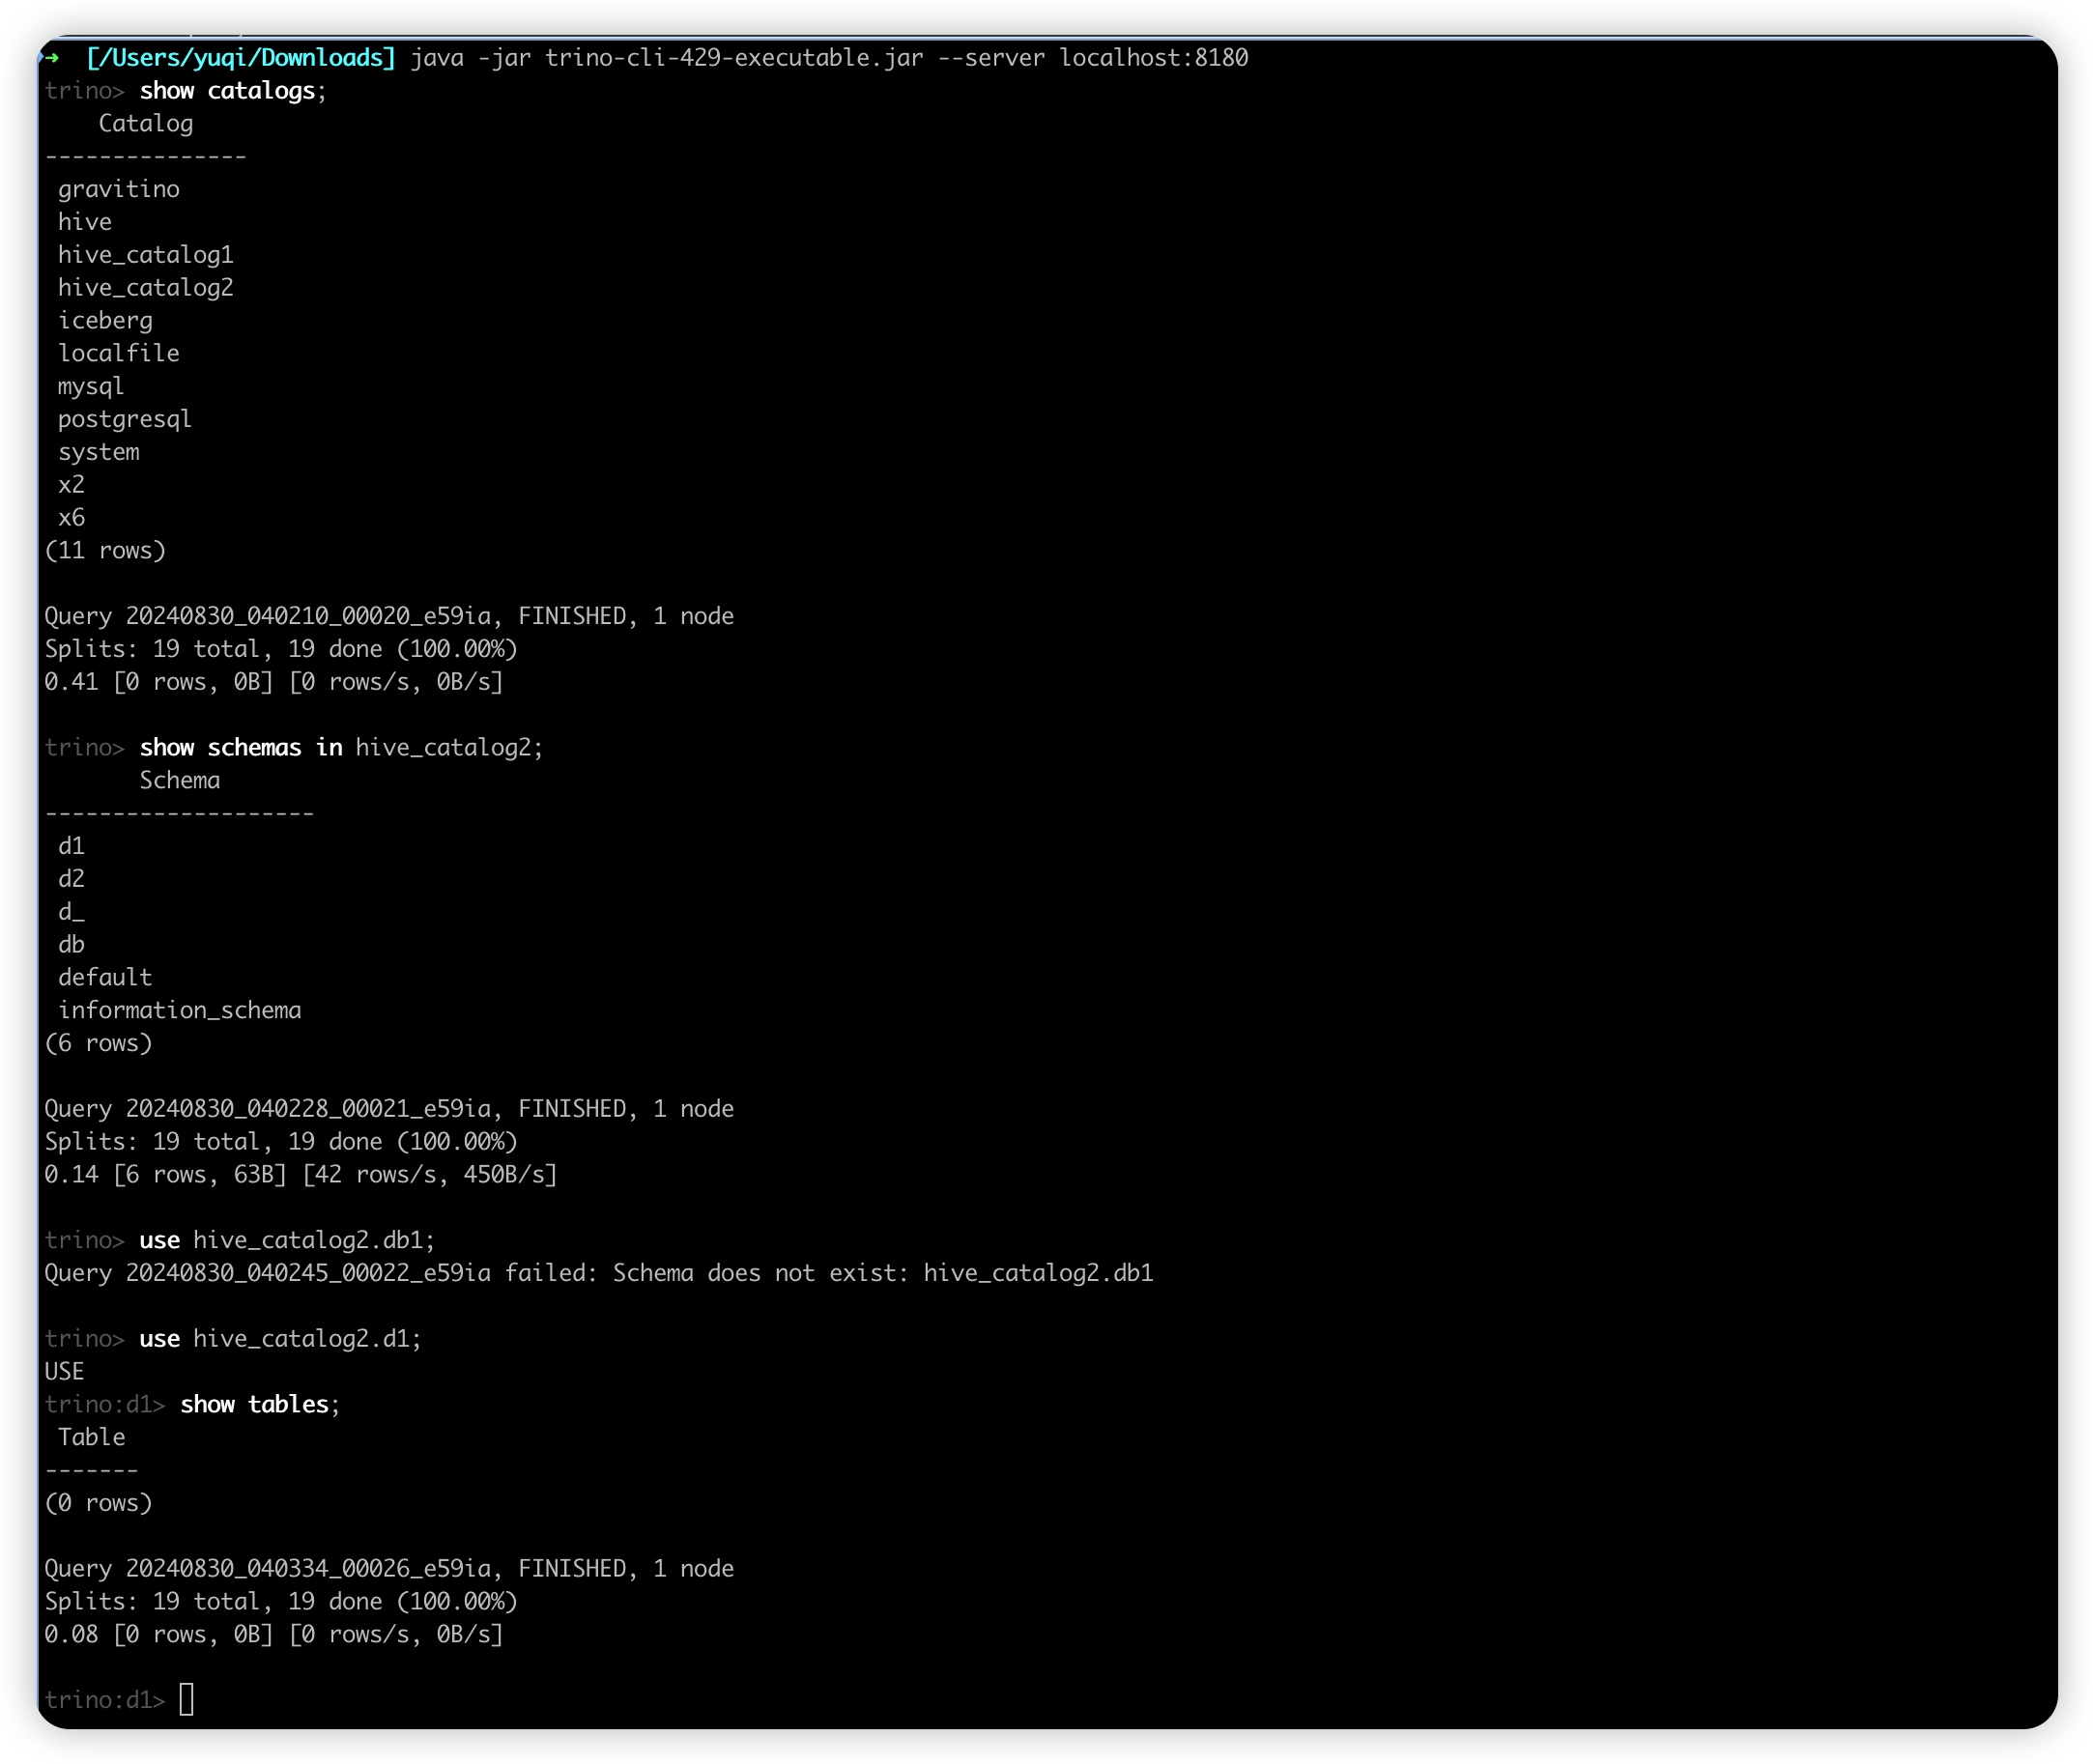 ➜  [/Users/yuqi/Downloads] java -jar trino-cli-429-executable.jar --server localhost:8180
trino> show catalogs;
    Catalog
---------------
 gravitino
 hive
 hive_catalog1
 hive_catalog2
 iceberg
 localfile
 mysql
 postgresql
 system
 x2
 x6
(11 rows)

Query 20240830_040210_00020_e59ia, FINISHED, 1 node
Splits: 19 total, 19 done (100.00%)
0.41 [0 rows, 0B] [0 rows/s, 0B/s]

trino> show schemas in hive_catalog2;
       Schema
--------------------
 d1
 d2
 d_
 db
 default
 information_schema
(6 rows)

Query 20240830_040228_00021_e59ia, FINISHED, 1 node
Splits: 19 total, 19 done (100.00%)
0.14 [6 rows, 63B] [42 rows/s, 450B/s]

trino> use hive_catalog2.db1;
Query 20240830_040245_00022_e59ia failed: Schema does not exist: hive_catalog2.db1

trino> use hive_catalog2.d1;
USE
trino:d1> show tables;
 Table
-------
(0 rows)

Query 20240830_040334_00026_e59ia, FINISHED, 1 node
Splits: 19 total, 19 done (100.00%)
0.08 [0 rows, 0B] [0 rows/s, 0B/s]

trino:d1>